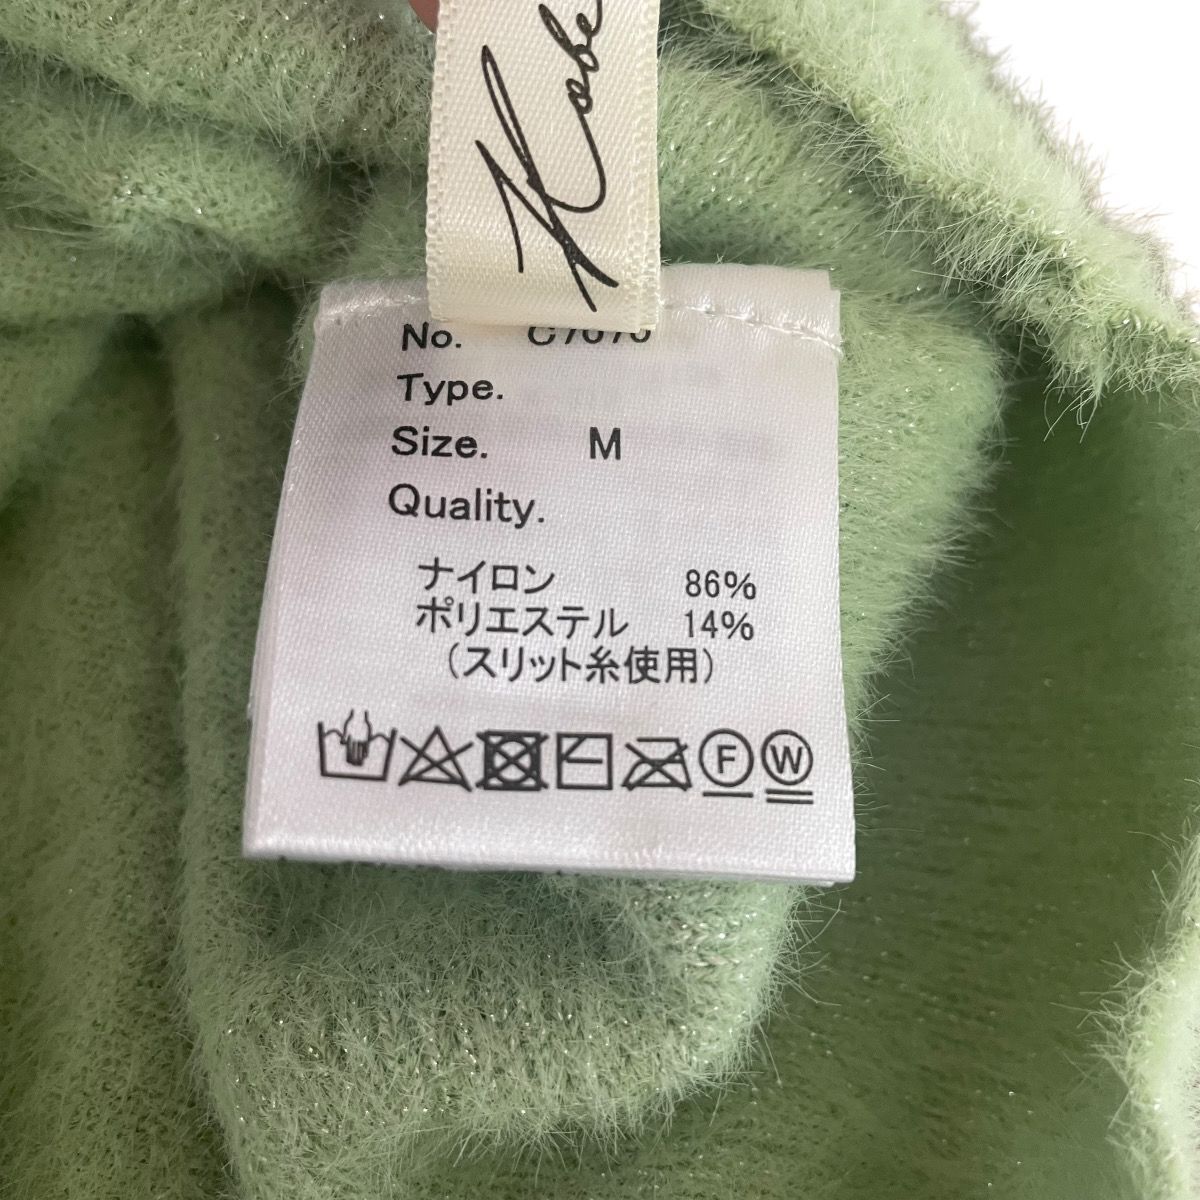 No.
Type.
Size. M
Quality.
ナイロン 86%
ポリエステル 14%
(スリット糸使用)
F W